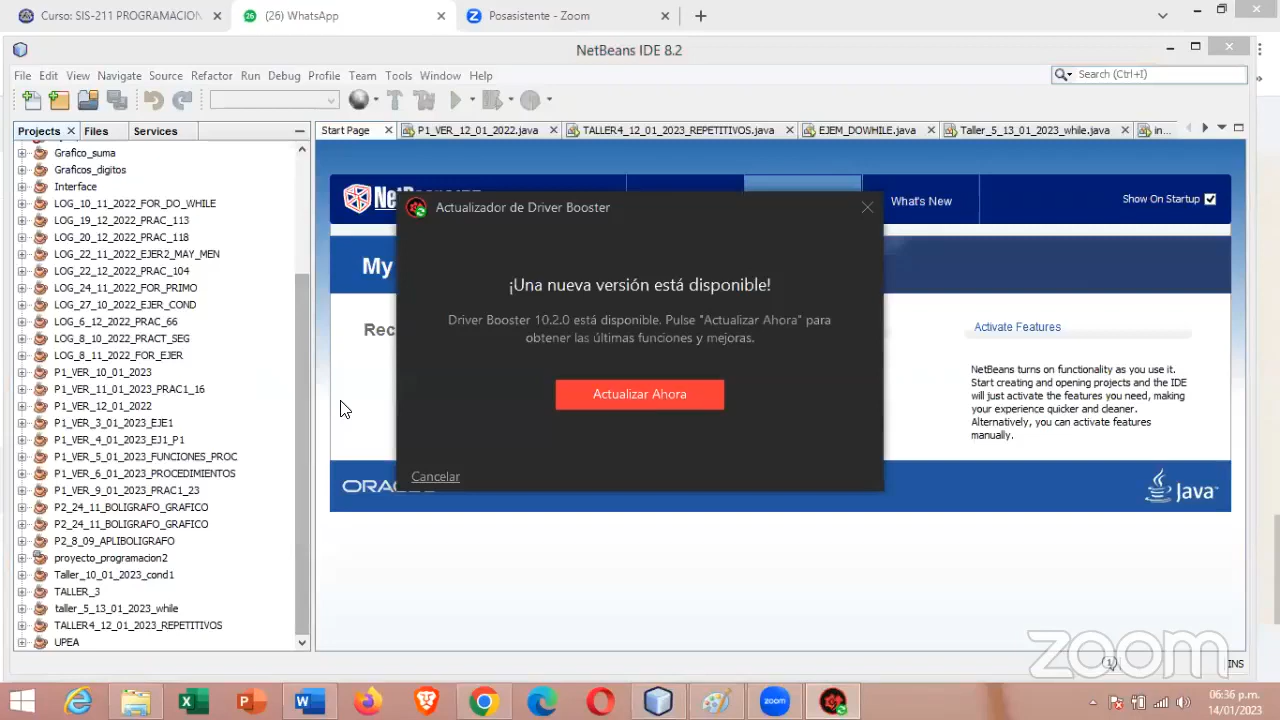 Curso: SIS-211 PROGRAMACION
(26) WhatsApp
Posasistente - Zoom
NetBeans IDE 8.2
File Edit View Navigate Source Refactor Run Debug Profile Team Tools Window Help
Search (Ctrl+I)
Projects Files Services
Start Page P1_VER_12_01_2022.java TALLER4_12_01_2023_REPETITIVOS.java EJEM_DOWHILE.java Taller_5_13_01_2023_while.java in...
Grafico_suma
Graficos_digitos
Interface
LOG_10_11_2022_FOR_DO_WHILE
LOG_19_12_2022_PRAC_113
LOG_20_12_2022_PRAC_118
LOG_22_11_2022_EJER2_MAY_MEN
LOG_22_12_2022_PRAC_104
LOG_24_11_2022_FOR_PRIMO
LOG_27_10_2022_EJER_COND
LOG_6_12_2022_PRAC_66
LOG_8_10_2022_PRACT_SEG
LOG_8_11_2022_FOR_EJER
P1_VER_10_01_2023
P1_VER_11_01_2023_PRAC1_16
P1_VER_12_01_2022
P1_VER_3_01_2023_EJE1
P1_VER_4_01_2023_EJ1_P1
P1_VER_5_01_2023_FUNCIONES_PROC
P1_VER_6_01_2023_PROCEDIMIENTOS
P1_VER_9_01_2023_PRAC1_23
P2_24_11_BOLIGRAFO_GRAFICO
P2_24_11_BOLIGRAFO_GRAFICO
P2_8_09_APLIBOLIGRAFO
proyecto_programacion2
Taller_10_01_2023_cond1
TALLER_3
taller_5_13_01_2023_while
TALLER4_12_01_2023_REPETITIVOS
UPEA
What's New
Show On Startup
My
Rec
Actualizador de Driver Booster
¡Una nueva versión está disponible!
Driver Booster 10.2.0 está disponible. Pulse "Actualizar Ahora" para
obtener las últimas funciones y mejoras.
Actualizar Ahora
Cancelar
Activate Features
NetBeans turns on functionality as you use it.
Start creating and opening projects and the IDE
will just activate the features you need, making
your experience quicker and cleaner.
Alternatively, you can activate features
manually.
Java
zoom
INS
zoom
06:36 p.m.
14/01/2023